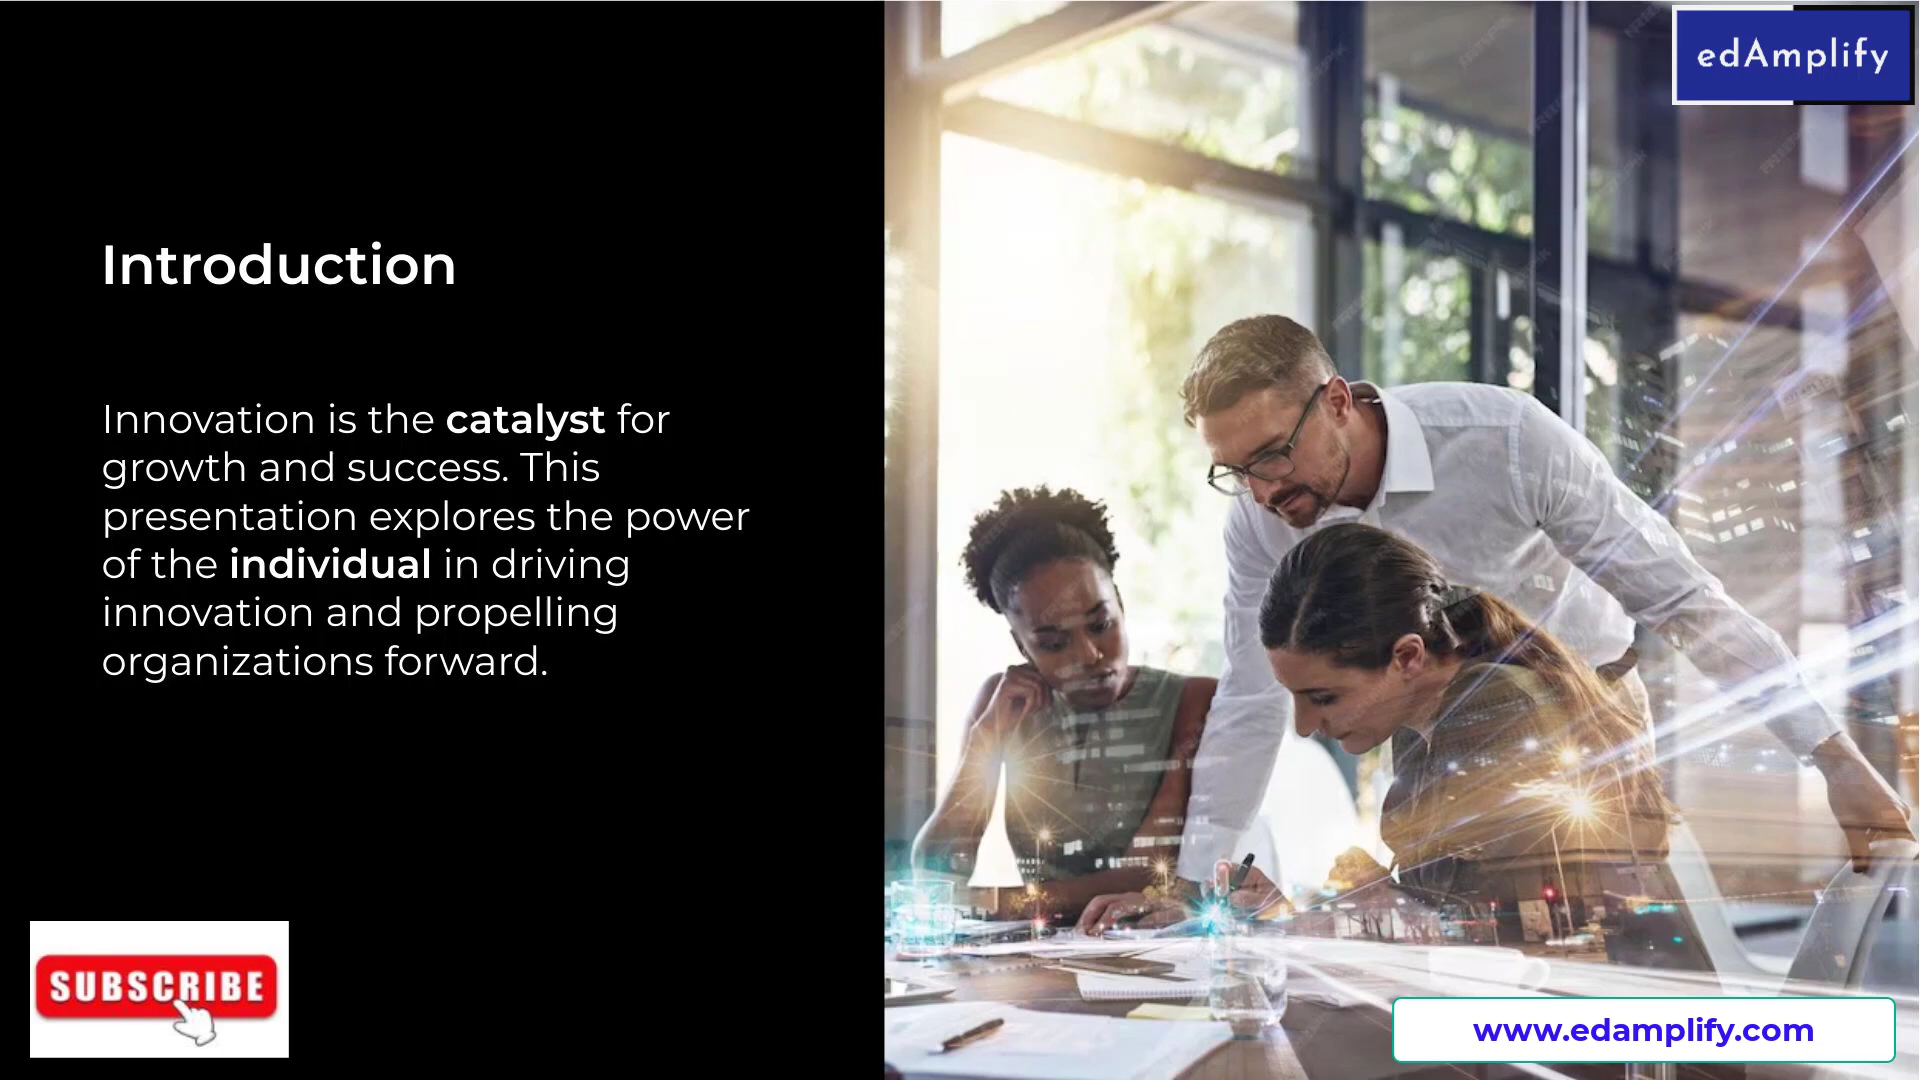 edAmplify
Introduction
Innovation is the catalyst for
growth and success. This
presentation explores the power
of the individual in driving
innovation and propelling
organizations forward.
SUBSCRIBE
www.edamplify.com